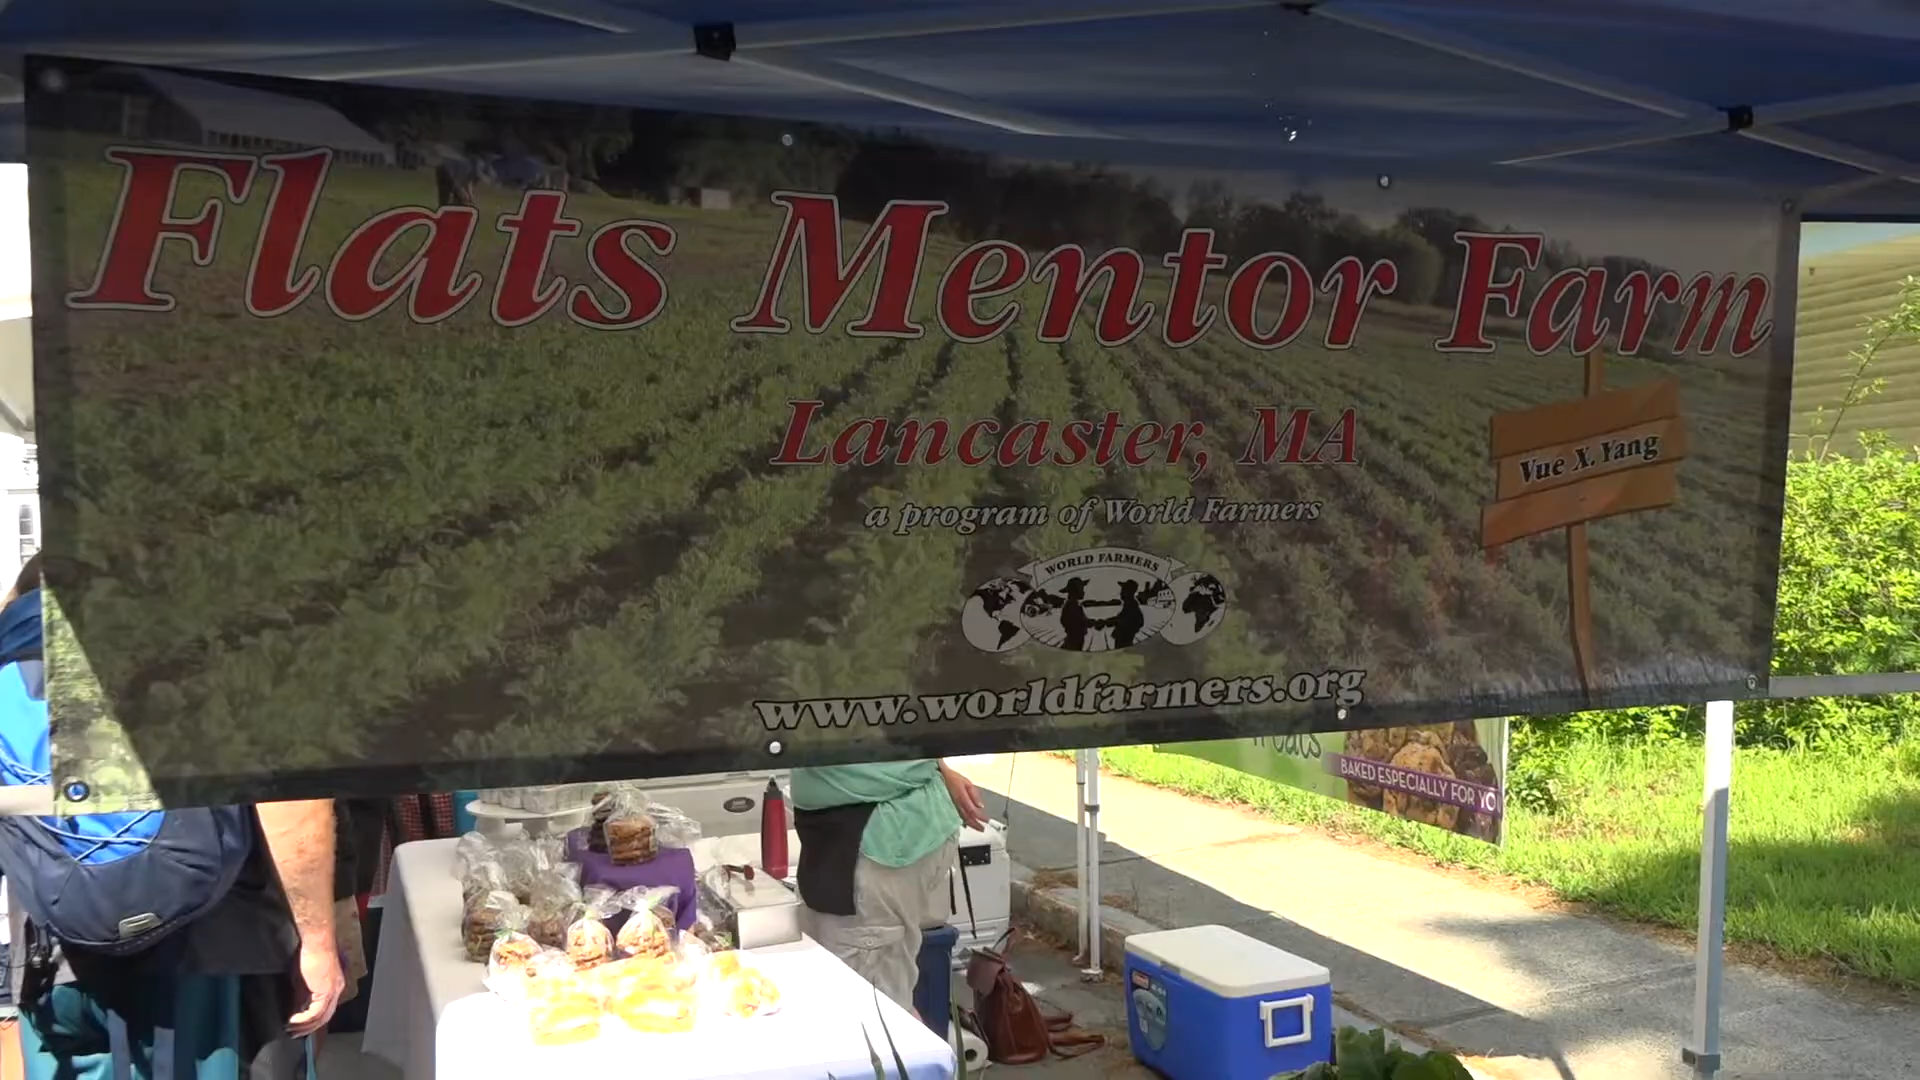 Flats Mentor Farm
Lancaster, MA
Vue X. Yang
a program of World Farmers
WORLD FARMERS
www.worldfarmers.org
BAKED ESPECIALLY FOR YO